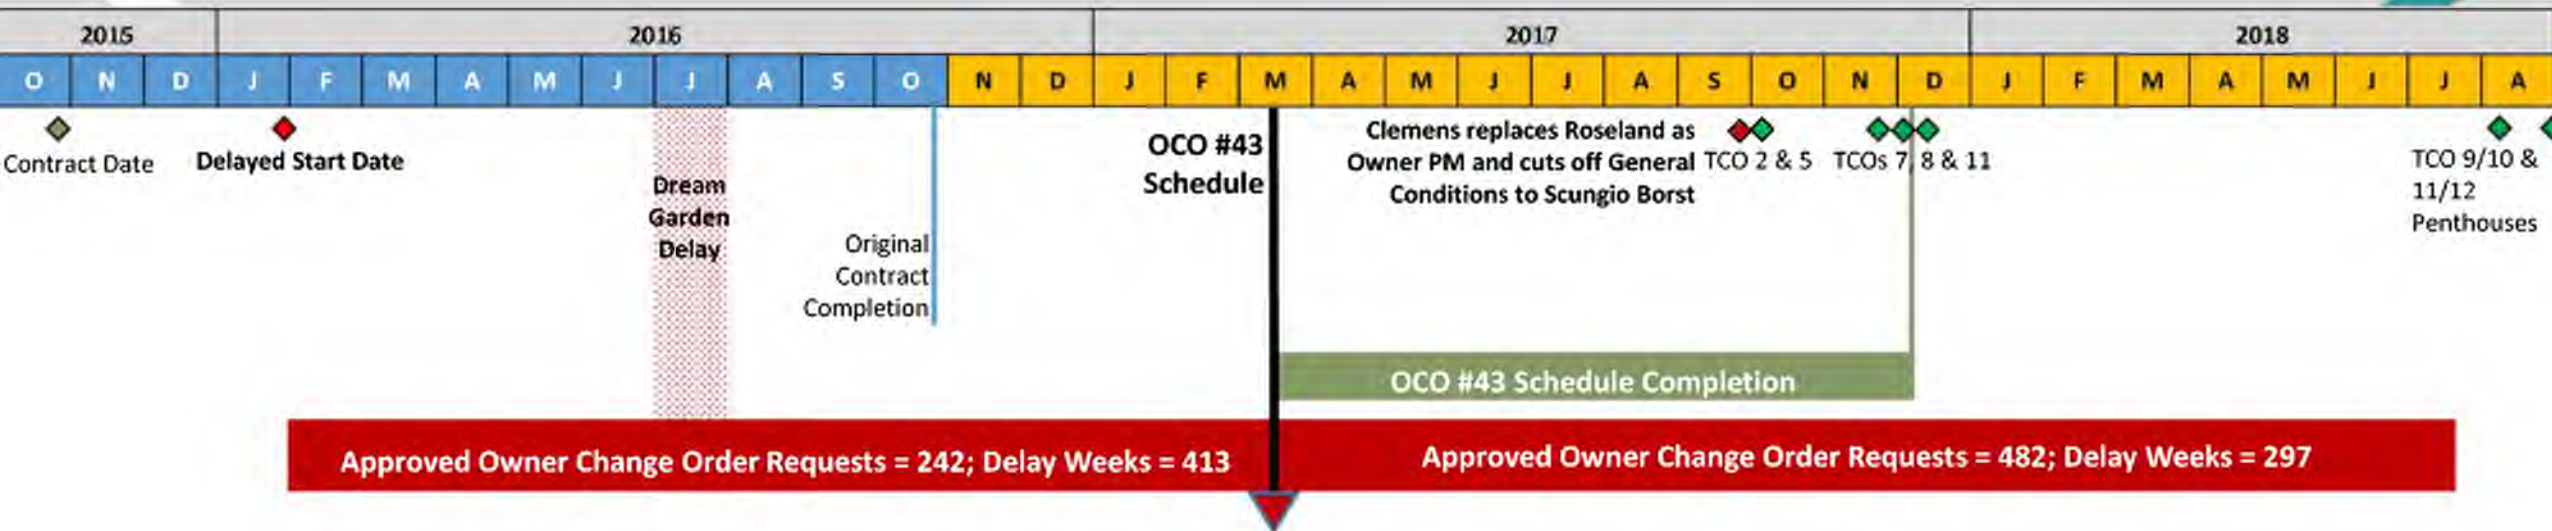 2015 2016 2017 2018
O N D J F M A M J J A S O N D J F M A M J J A S O N D J F M A M J J A
Contract Date
Delayed Start Date
Dream
Garden
Delay
Original
Contract
Completion
OCO #43
Schedule
Clemens replaces Roseland as
Owner PM and cuts off General
Conditions to Scungio Borst
TCO 2 & 5
TCOs 7, 8 & 11
TCO 9/10 &
11/12
Penthouses
OCO #43 Schedule Completion
Approved Owner Change Order Requests = 242; Delay Weeks = 413
Approved Owner Change Order Requests = 482; Delay Weeks = 297